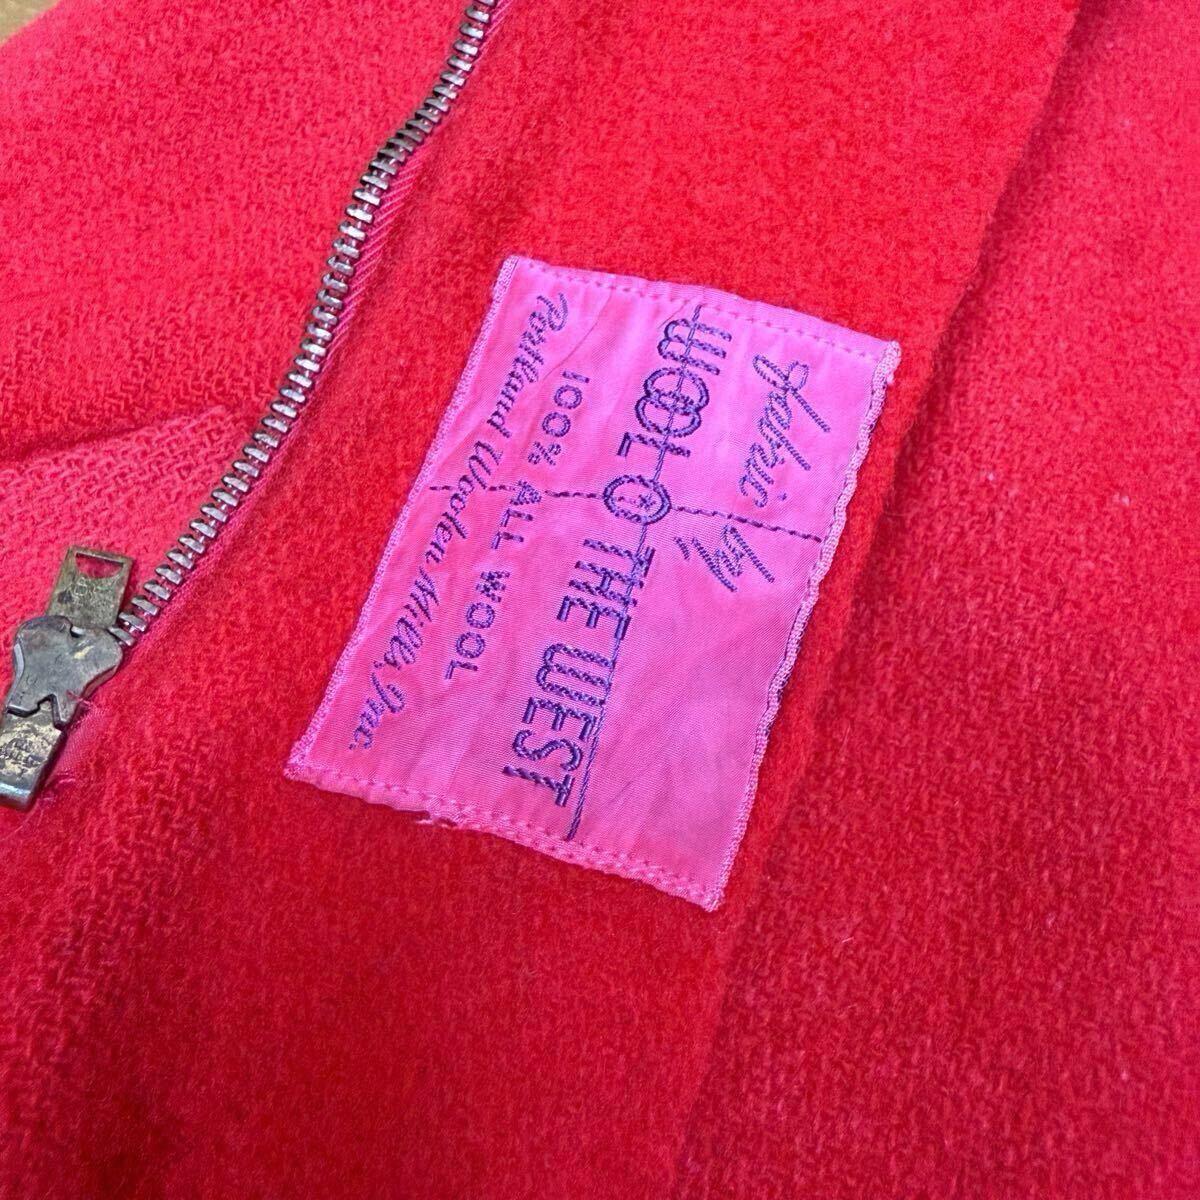 Fabric by
WOOL O THE WEST
100% ALL WOOL
Portland Woolen Mills, Inc.